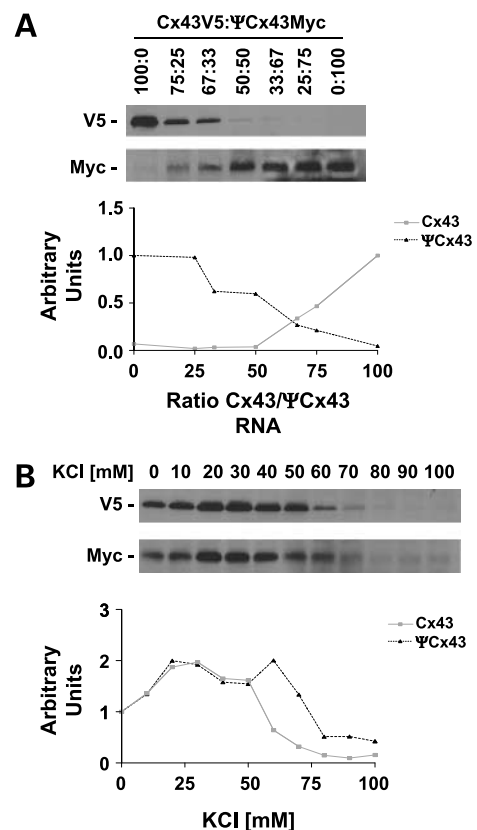 A
Cx43V5:ΨCx43Myc
100:0 75:25 67:33 50:50 33:67 25:75 0:100
V5 -
Myc -
1.5
1.0
0.5
0.0
Arbitrary
Units
Cx43
ΨCx43
0 25 50 75 100
Ratio Cx43/ΨCx43
RNA
B
KCl [mM] 0 10 20 30 40 50 60 70 80 90 100
V5 -
Myc -
3
2
1
0
Arbitrary
Units
Cx43
ΨCx43
0 25 50 75 100
KCl [mM]